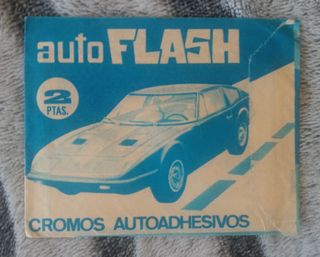 auto FLASH
2
PTAS.
CROMOS AUTOADHESIVOS